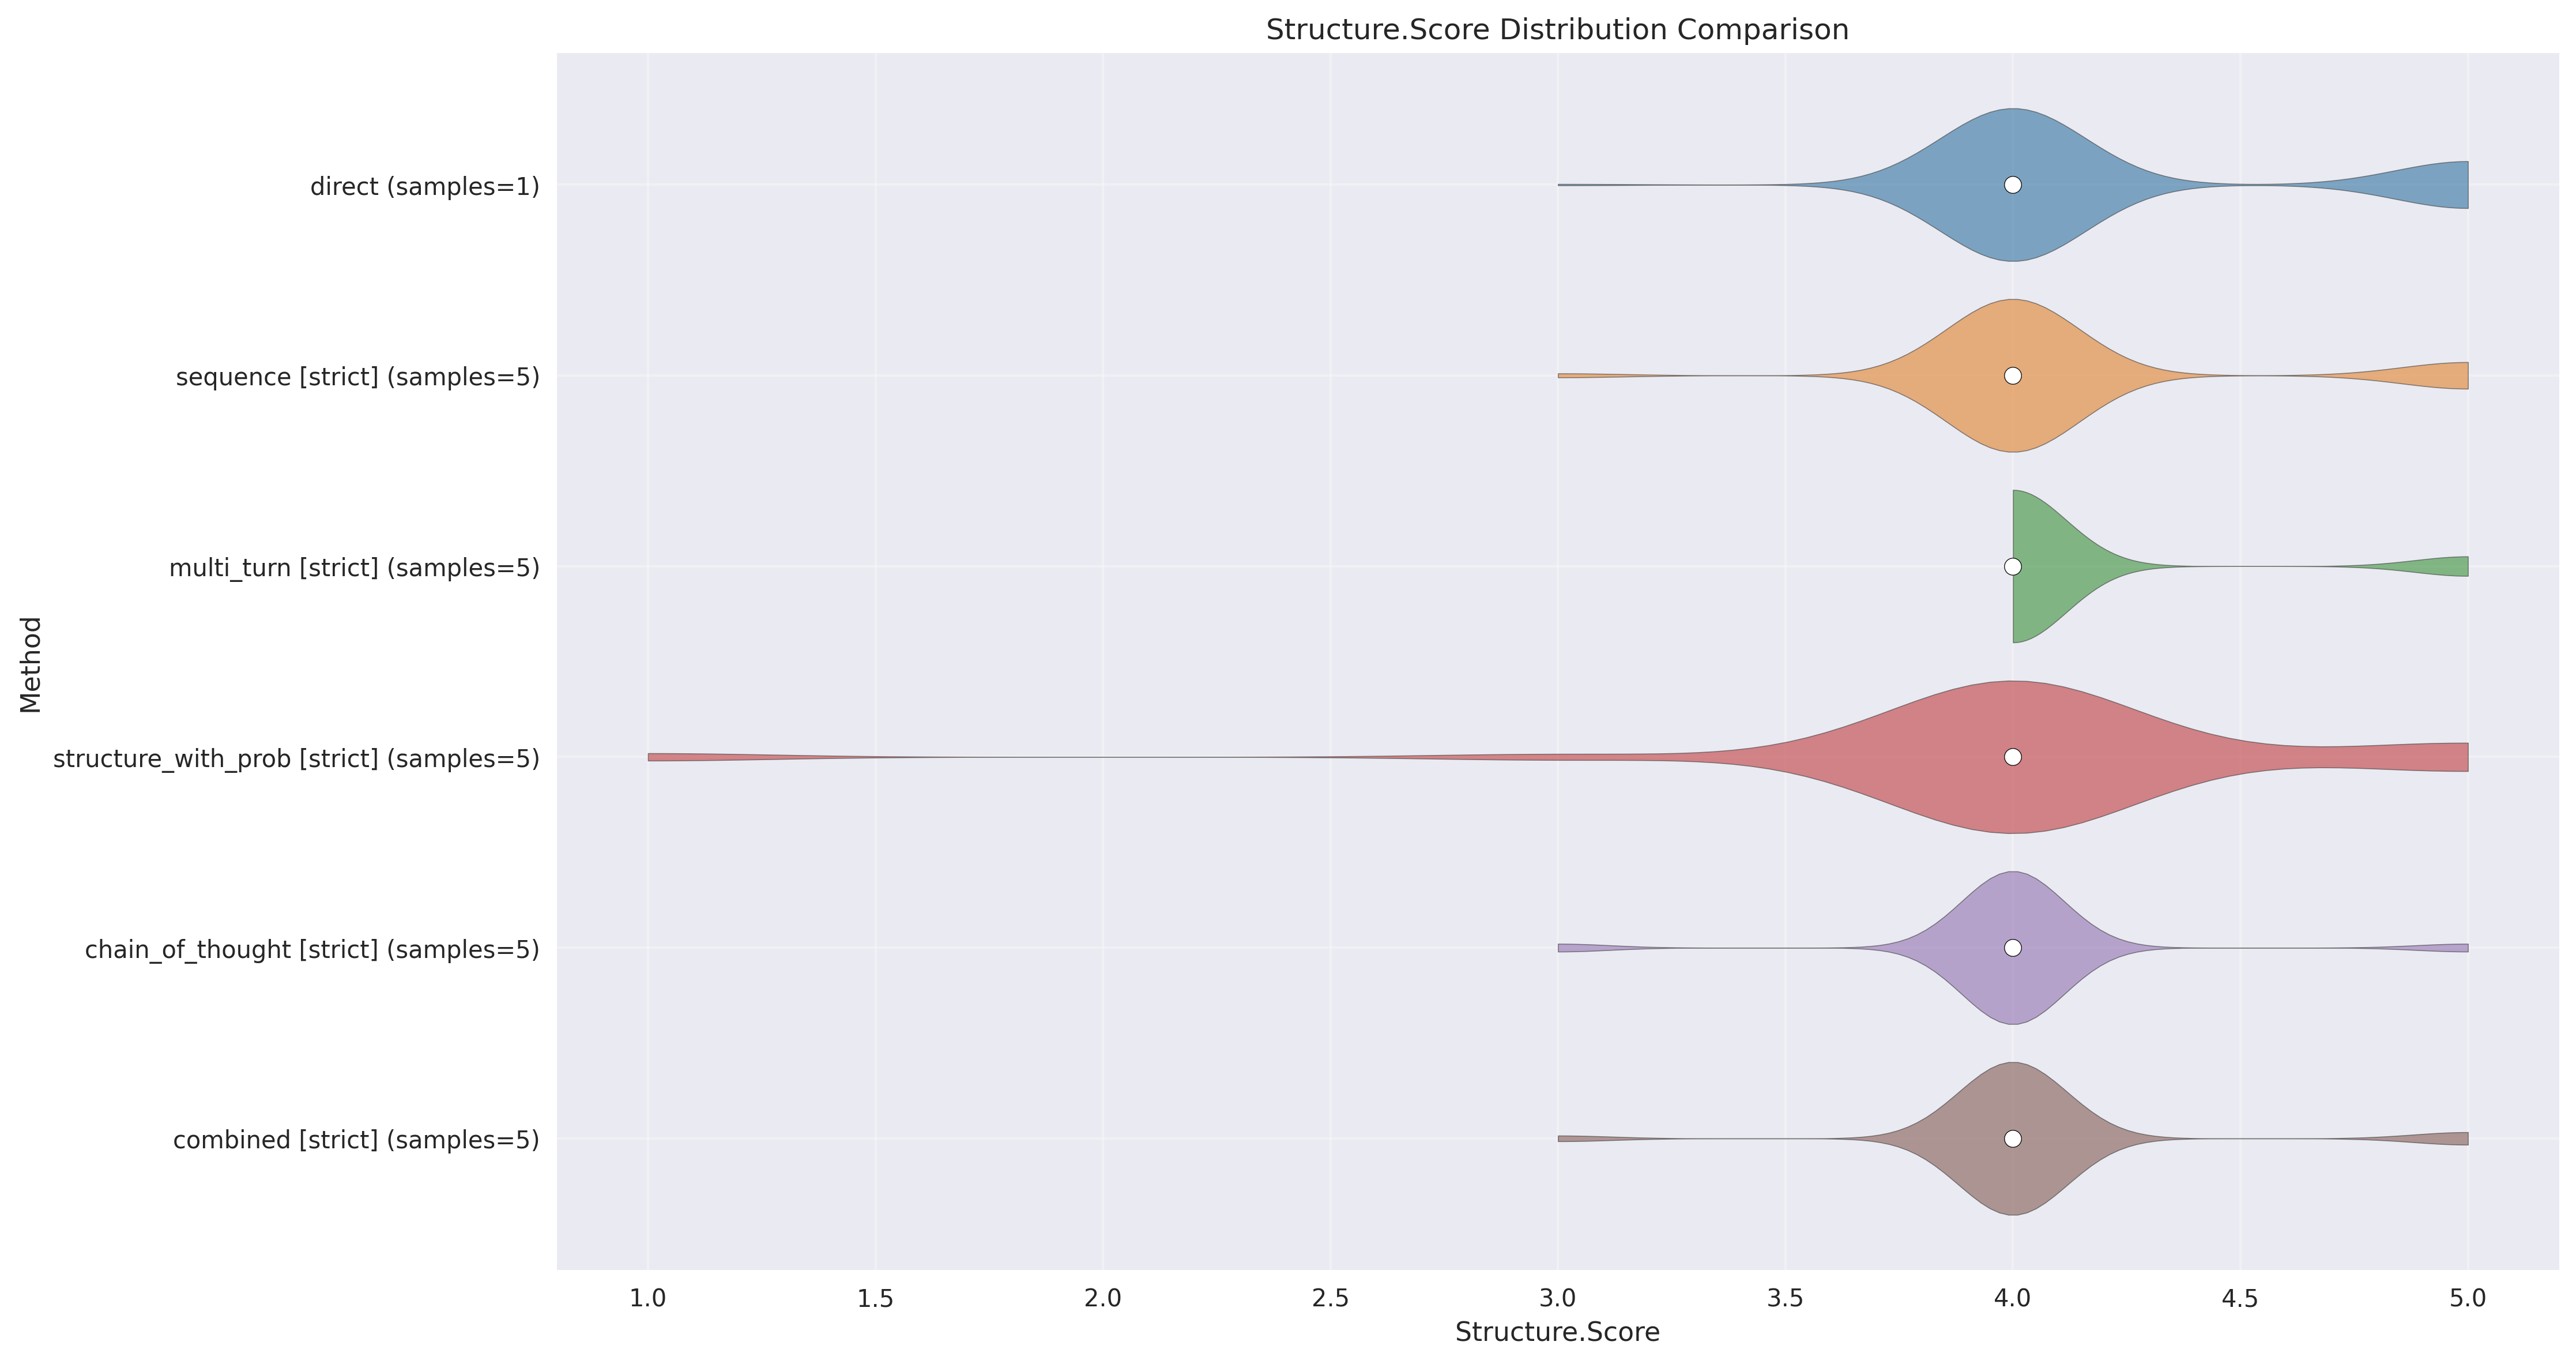 Structure.Score Distribution Comparison
direct (samples=1)
sequence [strict] (samples=5)
multi_turn [strict] (samples=5)
structure_with_prob [strict] (samples=5)
chain_of_thought [strict] (samples=5)
combined [strict] (samples=5)
Method
1.0 1.5 2.0 2.5 3.0 3.5 4.0 4.5 5.0
Structure.Score